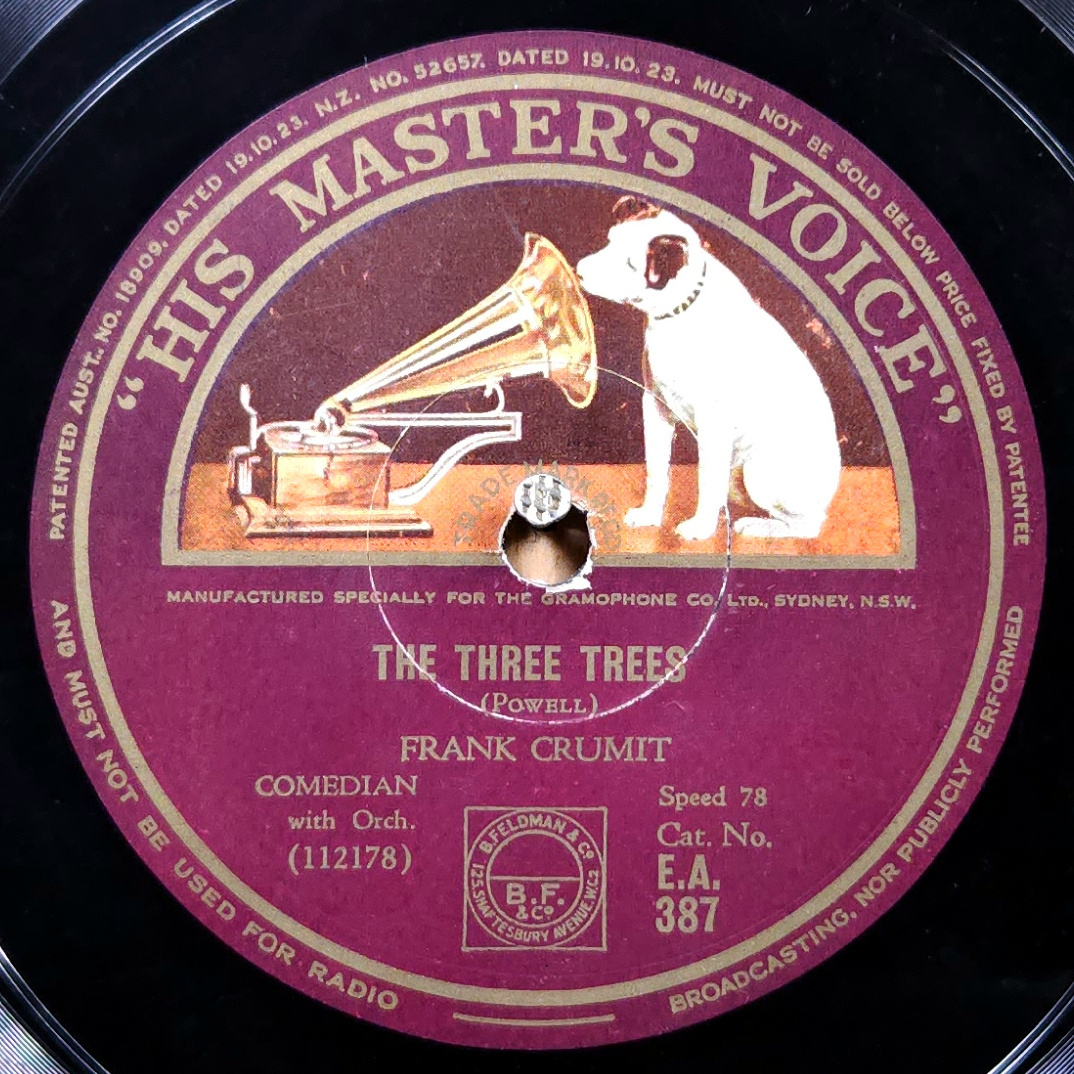 PATENTED AUST. NO. 18909, DATED 19.10.23. N.Z. NO. 52657. DATED 19.10.23. MUST NOT BE SOLD BELOW PRICE FIXED BY PATENTEE
"HIS MASTER'S VOICE"
TRADE MARK
MANUFACTURED SPECIALLY FOR THE GRAMOPHONE CO. LTD., SYDNEY, N.S.W.
THE THREE TREES
(POWELL)
FRANK CRUMIT
COMEDIAN
with Orch.
(112178)
B. FELDMAN & Co
125, SHAFTESBURY AVENUE, W.C.2
B.F.
& Co
Speed 78
Cat. No.
E.A.
387
AND MUST NOT BE USED FOR RADIO BROADCASTING, NOR PUBLICLY PERFORMED